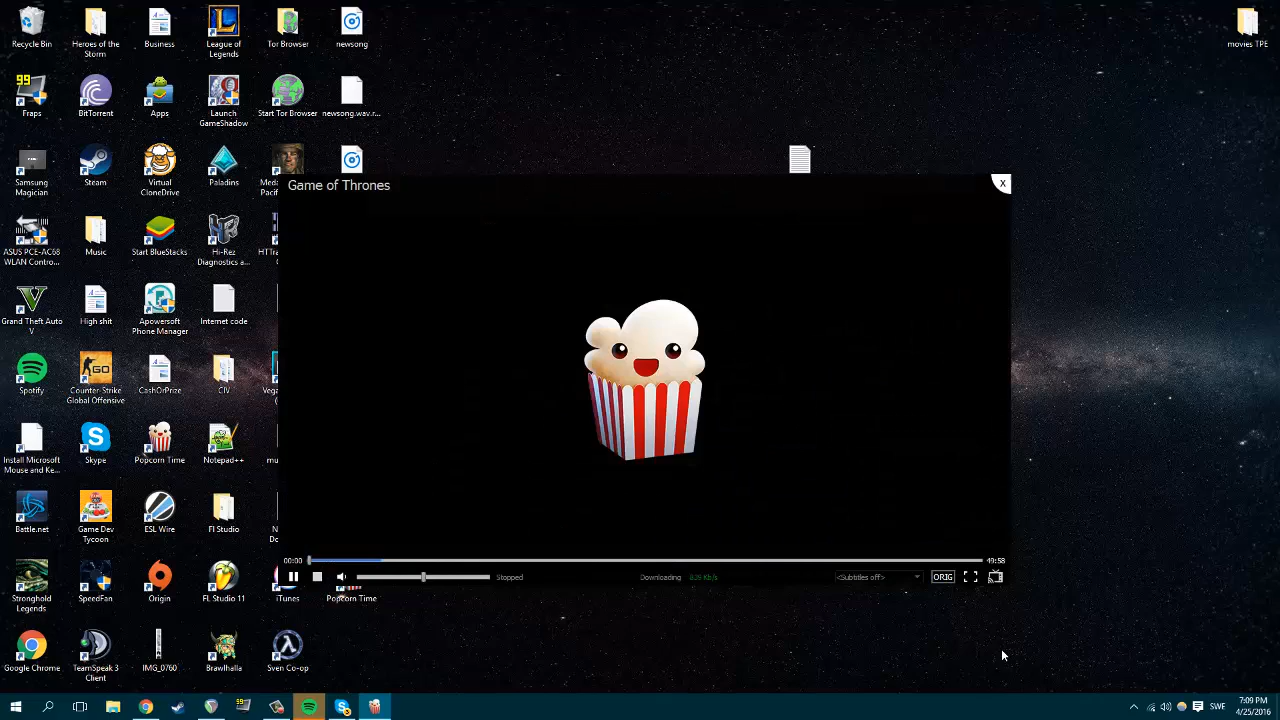 Recycle Bin
Heroes of the
Storm
Business
League of
Legends
Tor Browser
newsong
movies TPE
99
Fraps
BitTorrent
Apps
Launch
GameShadow
Start Tor Browser
newsong.wav.r...
Samsung
Magician
Steam
Virtual
CloneDrive
Paladins
Meda
Pacifi
Game of Thrones
X
ASUS PCE-AC68
WLAN Contro...
Music
Start BlueStacks
Hi-Rez
Diagnostics a...
HTTra
Grand Theft Auto
V
High shit
Apowersoft
Phone Manager
Internet code
Spotify
Counter-Strike
Global Offensive
CashOrPrize
CIV
Vega
Install Microsoft
Mouse and Ke...
Skype
Popcorn Time
Notepad++
mu
Battle.net
Game Dev
Tycoon
ESL Wire
Fl Studio
N
00:00
49:58
Stopped
Downloading
<Subtitles off>
ORIG
Stronghold
Legends
SpeedFan
Origin
FL Studio 11
iTunes
Popcorn Time
Google Chrome
TeamSpeak 3
Client
IMG_0760
Brawlhalla
Sven Co-op
SWE
7:09 PM
4/25/2016